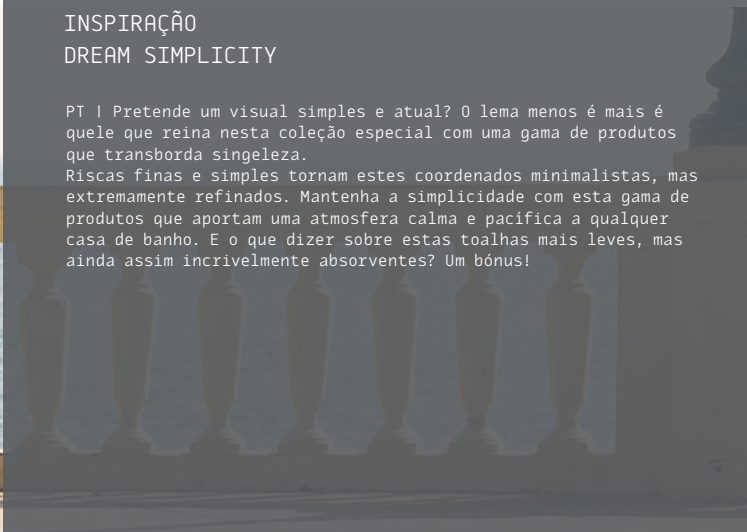 INSPIRAÇÃO
DREAM SIMPLICITY
PT | Pretende um visual simples e atual? O lema menos é mais é
quele que reina nesta coleção especial com uma gama de produtos
que transborda singeleza.
Riscas finas e simples tornam estes coordenados minimalistas, mas
extremamente refinados. Mantenha a simplicidade com esta gama de
produtos que aportam uma atmosfera calma e pacífica a qualquer
casa de banho. E o que dizer sobre estas toalhas mais leves, mas
ainda assim incrivelmente absorventes? Um bónus!